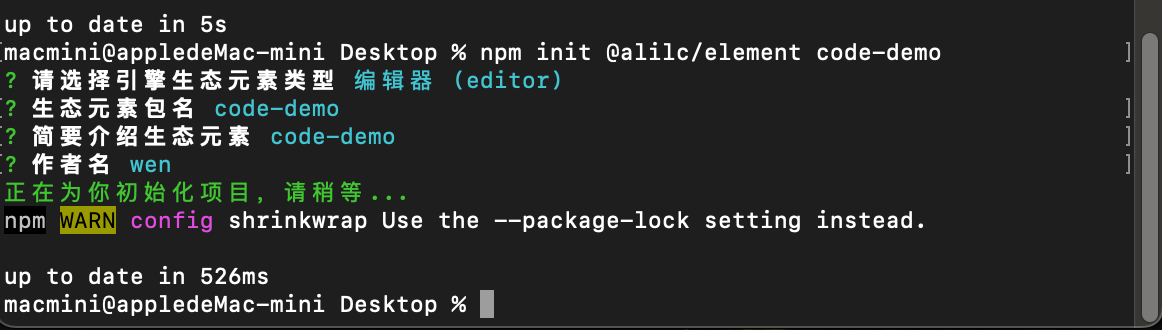 up to date in 5s
[macmini@appledeMac-mini Desktop % npm init @alilc/element code-demo ]
? 请选择引擎生态元素类型 编辑器 (editor)
[? 生态元素包名 code-demo ]
[? 简要介绍生态元素 code-demo ]
[? 作者名 wen ]
正在为你初始化项目，请稍等...
npm WARN config shrinkwrap Use the --package-lock setting instead.
up to date in 526ms
macmini@appledeMac-mini Desktop %